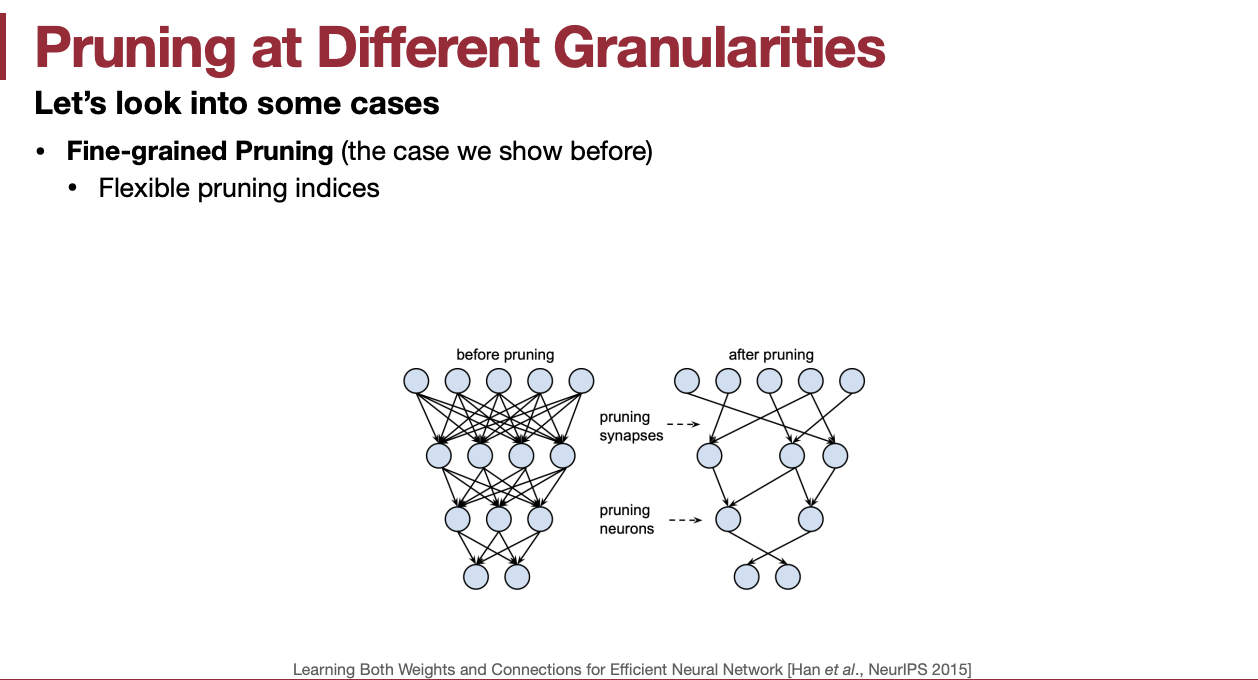 Pruning at Different Granularities
Let’s look into some cases
• Fine-grained Pruning (the case we show before)
• Flexible pruning indices
before pruning
after pruning
pruning
synapses
pruning
neurons
Learning Both Weights and Connections for Efficient Neural Network [Han et al., NeurIPS 2015]